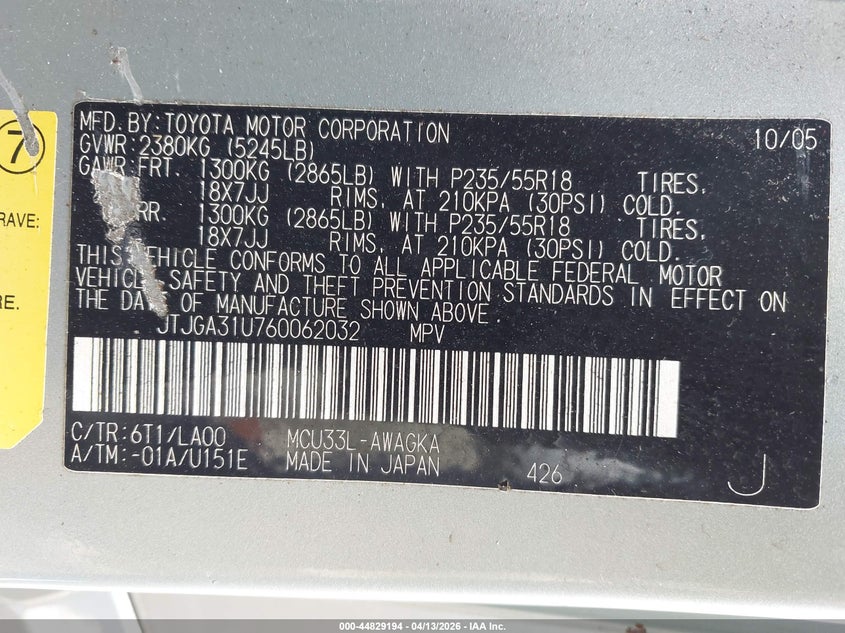 7
RAVE:
RE.
MFD. BY: TOYOTA MOTOR CORPORATION 10/05
GVWR: 2380KG (5245LB)
GAWR: FRT. 1300KG (2865LB) WITH P235/55R18 TIRES,
18X7JJ RIMS, AT 210KPA (30PSI) COLD.
RR. 1300KG (2865LB) WITH P235/55R18 TIRES,
18X7JJ RIMS, AT 210KPA (30PSI) COLD.
THIS VEHICLE CONFORMS TO ALL APPLICABLE FEDERAL MOTOR
VEHICLE SAFETY AND THEFT PREVENTION STANDARDS IN EFFECT ON
THE DATE OF MANUFACTURE SHOWN ABOVE.
JTJGA31U760062032 MPV
C/TR: 6T1/LA00 MCU33L-AWAGKA
A/TM: -01A/U151E MADE IN JAPAN 426 J
000-44829194 - 04/13/2026 - IAA Inc.